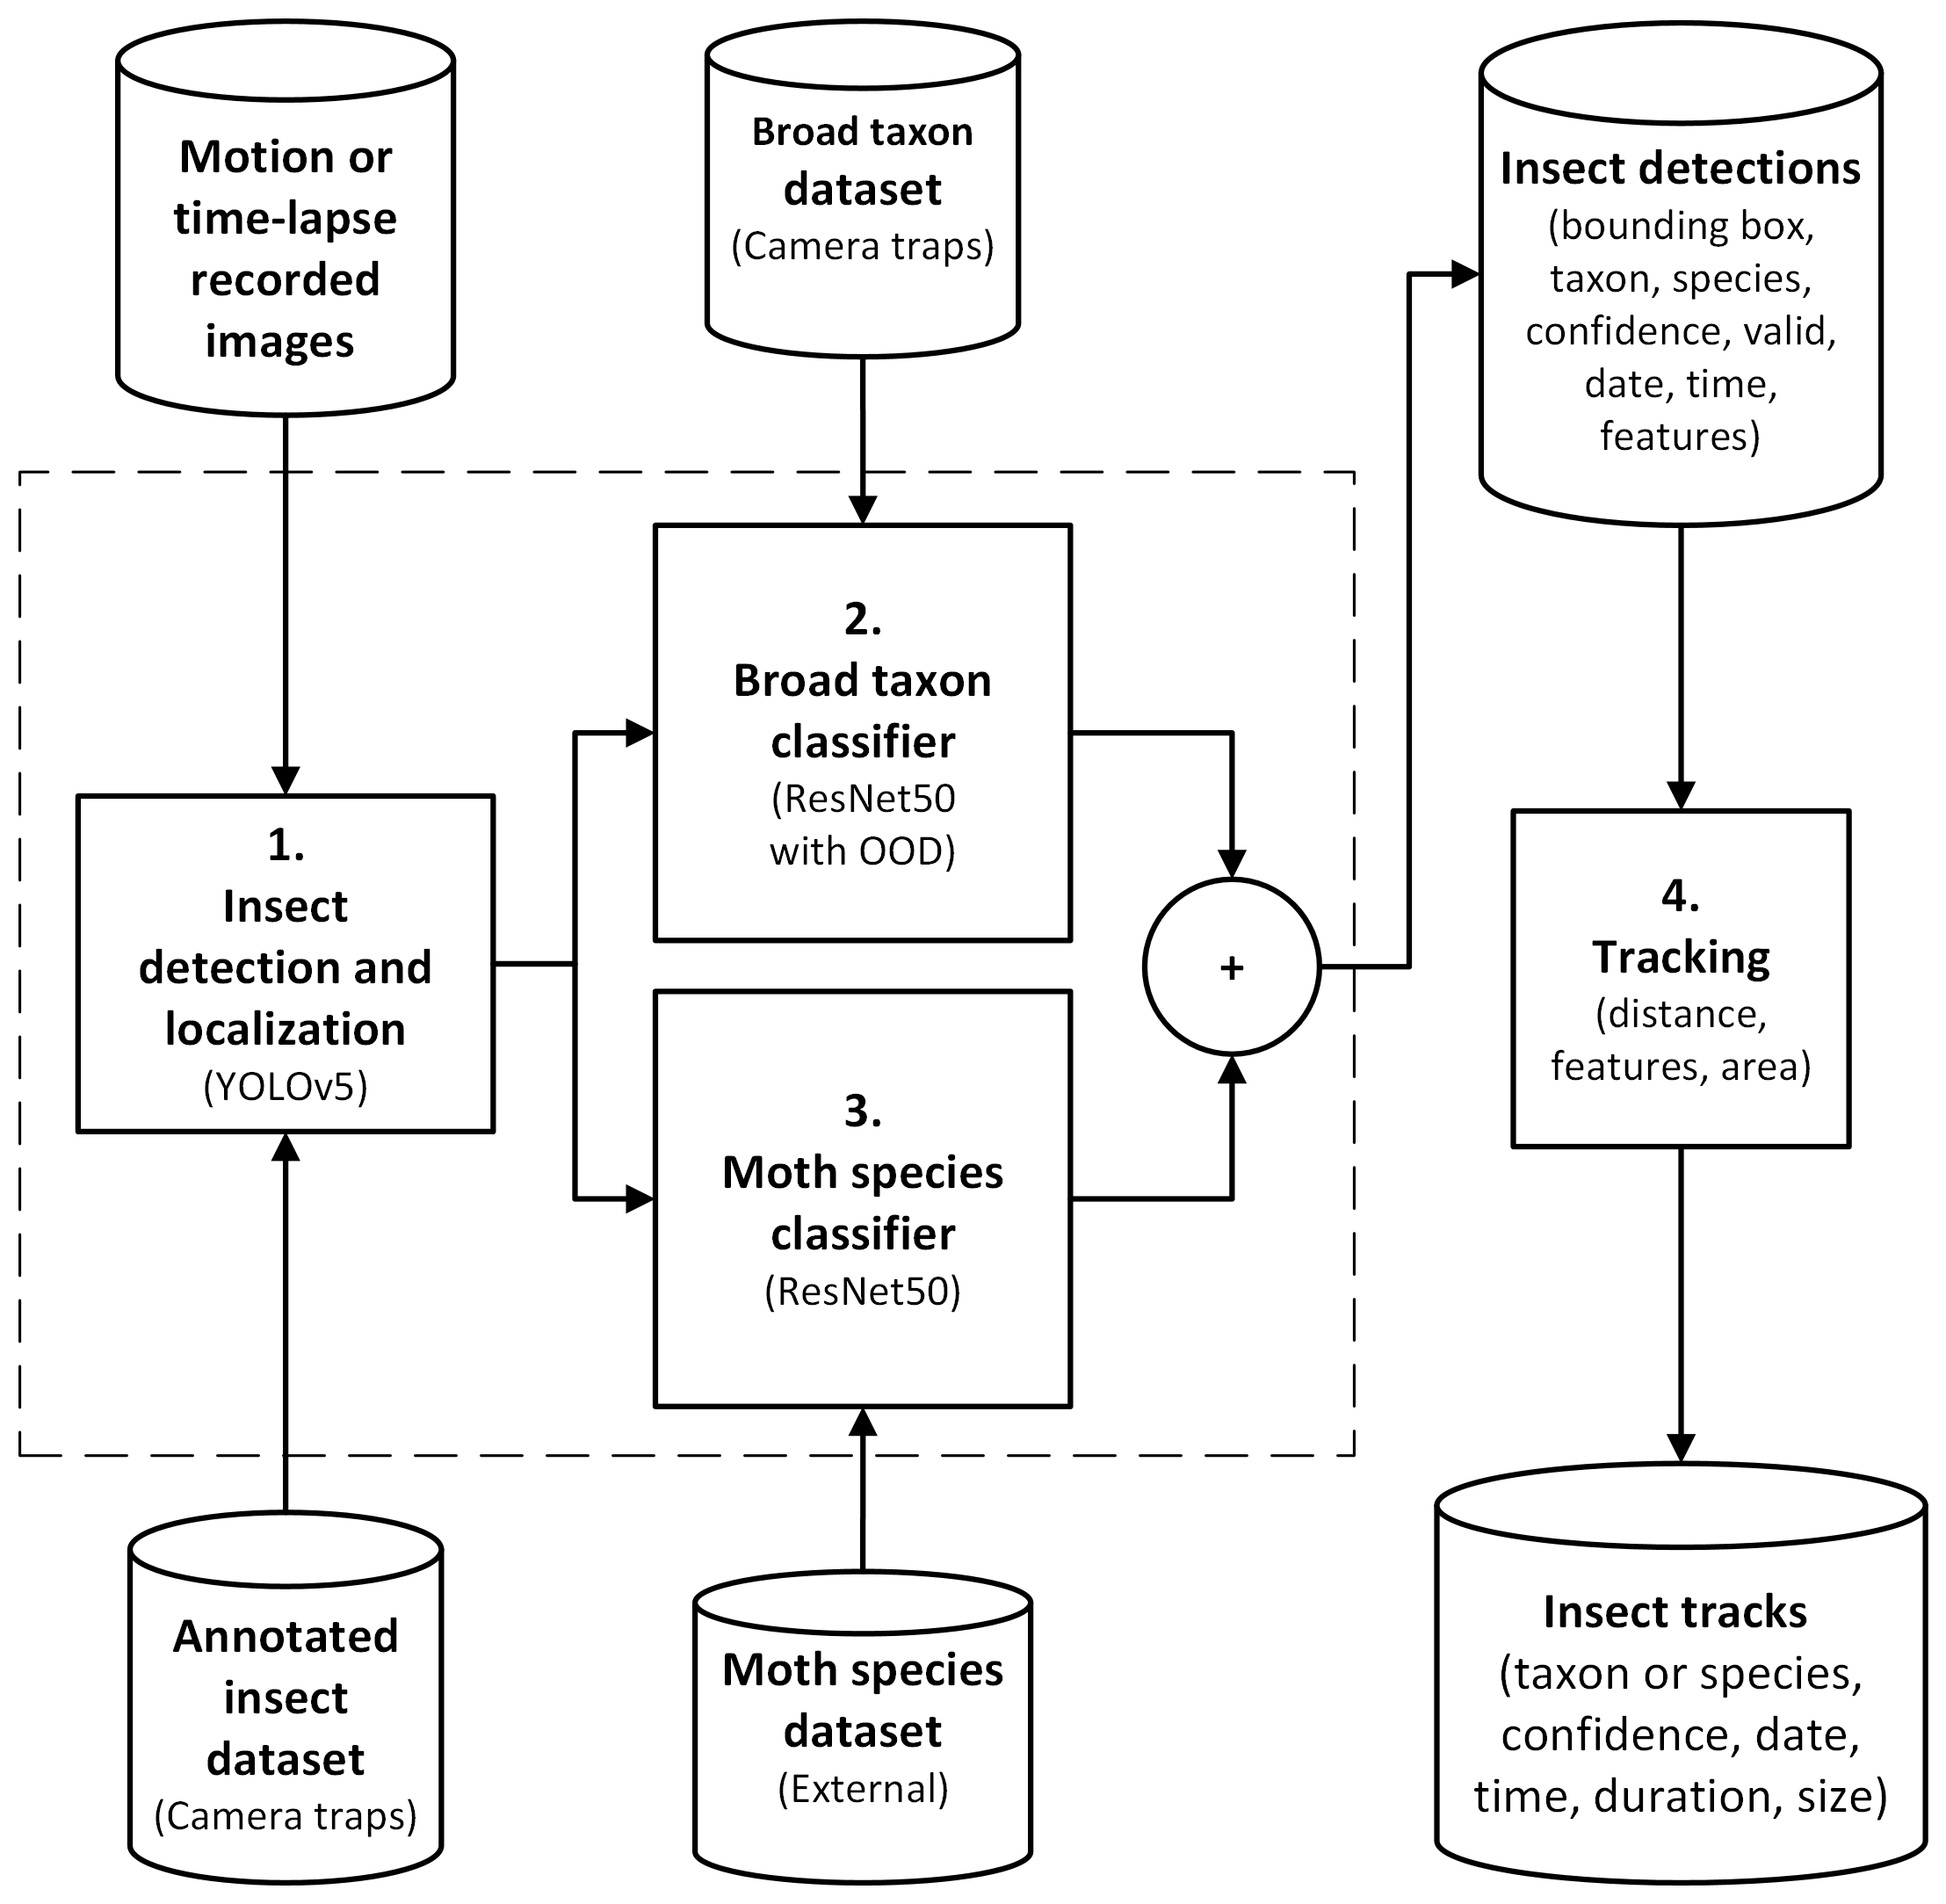 Motion or
time-lapse
recorded
images
Broad taxon
dataset
(Camera traps)
Insect detections
(bounding box,
taxon, species,
confidence, valid,
date, time,
features)
1.
Insect
detection and
localization
(YOLOv5)
2.
Broad taxon
classifier
(ResNet50
with OOD)
3.
Moth species
classifier
(ResNet50)
+
4.
Tracking
(distance,
features, area)
Annotated
insect
dataset
(Camera traps)
Moth species
dataset
(External)
Insect tracks
(taxon or species,
confidence, date,
time, duration, size)